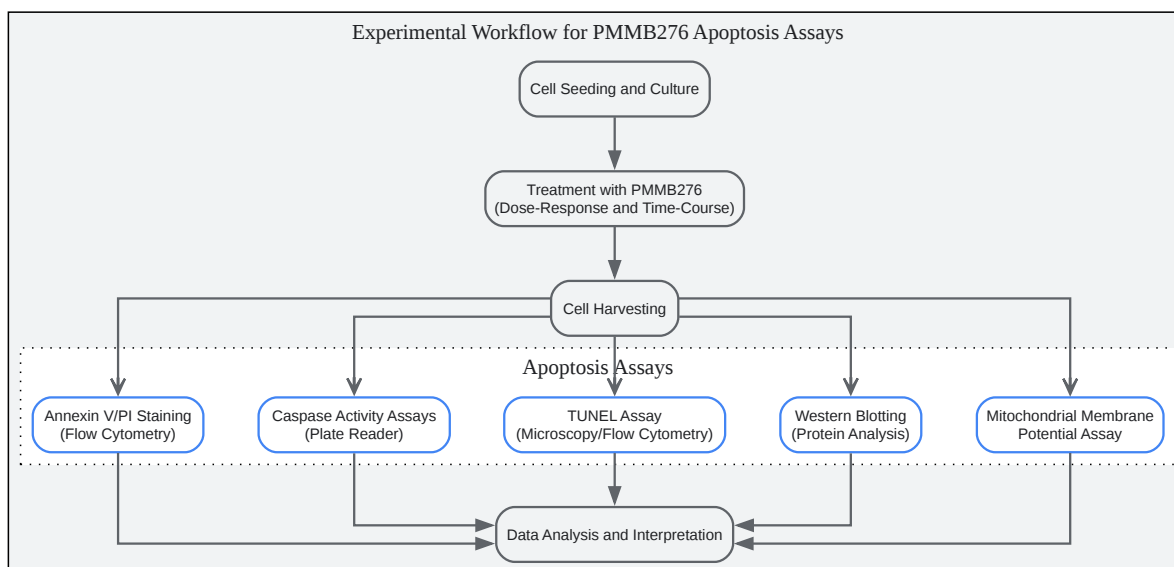 Experimental Workflow for PMMB276 Apoptosis Assays
Cell Seeding and Culture
Treatment with PMMB276
(Dose-Response and Time-Course)
Cell Harvesting
Apoptosis Assays
Annexin V/PI Staining
(Flow Cytometry)
Caspase Activity Assays
(Plate Reader)
TUNEL Assay
(Microscopy/Flow Cytometry)
Western Blotting
(Protein Analysis)
Mitochondrial Membrane
Potential Assay
Data Analysis and Interpretation